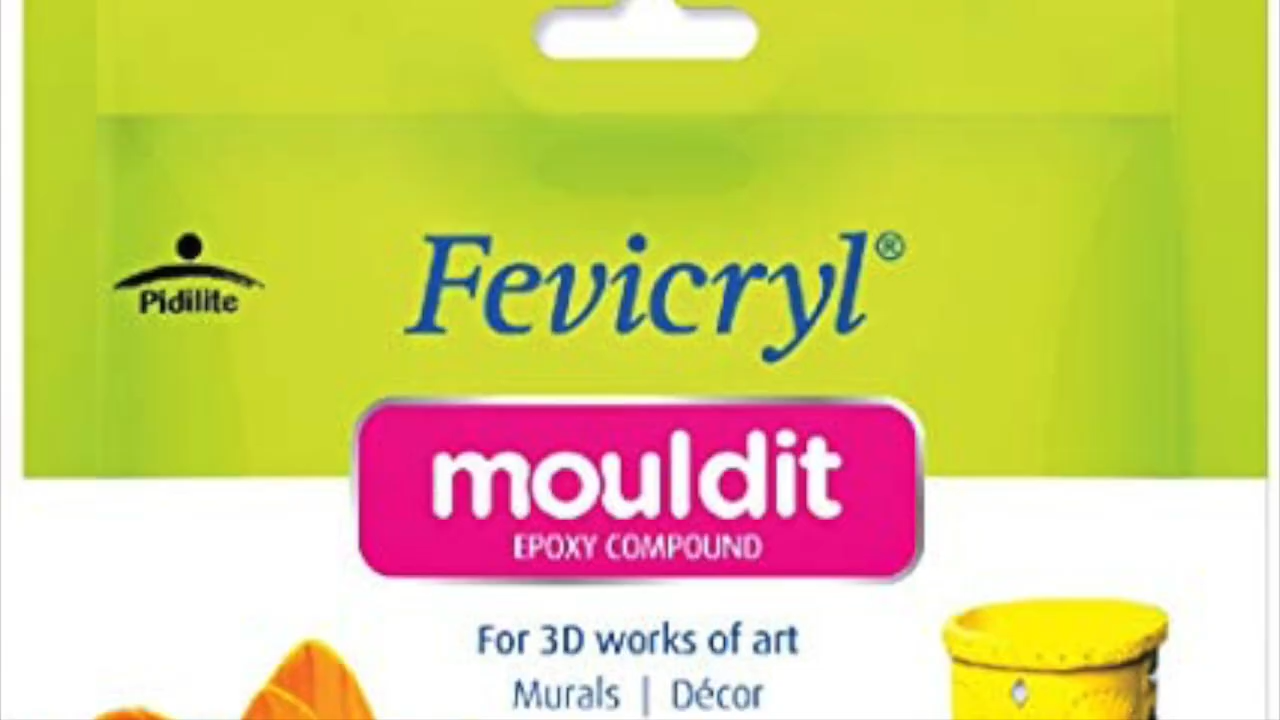 Pidilite
Fevicryl®
mouldit
EPOXY COMPOUND
For 3D works of art
Murals | Décor